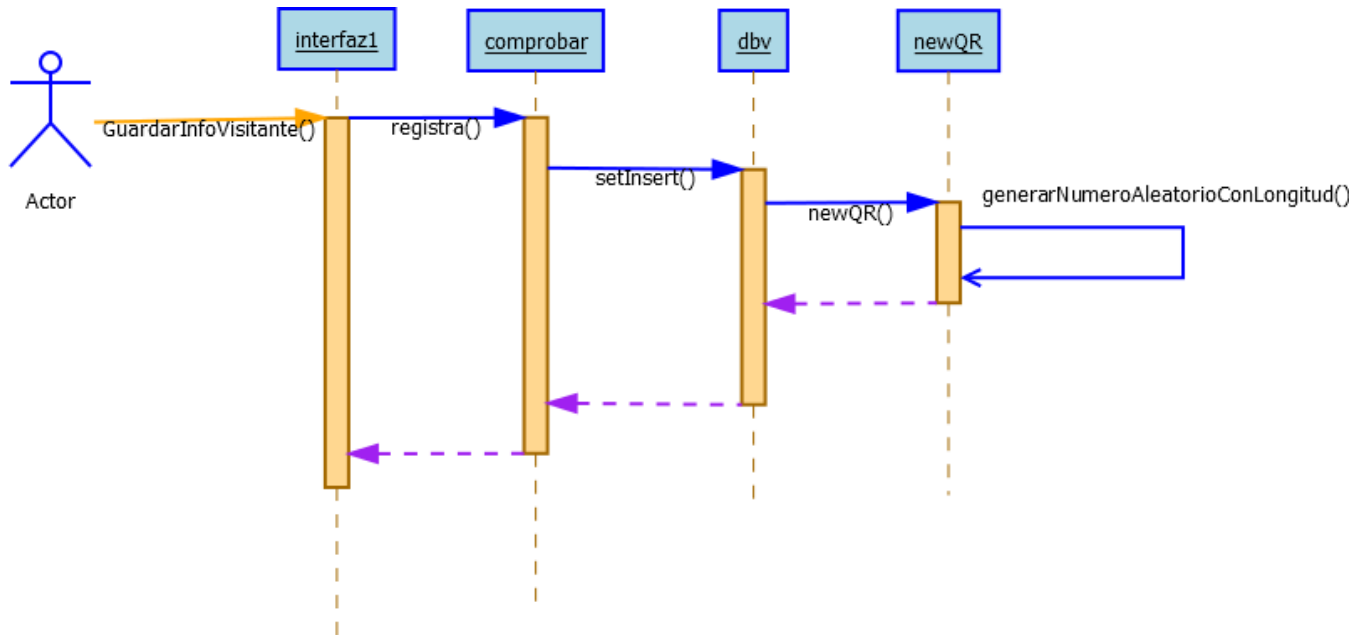 interfaz1
comprobar
dbv
newQR
GuardarInfoVisitante()
registra()
setInsert()
newQR()
generarNumeroAleatorioConLongitud()
Actor